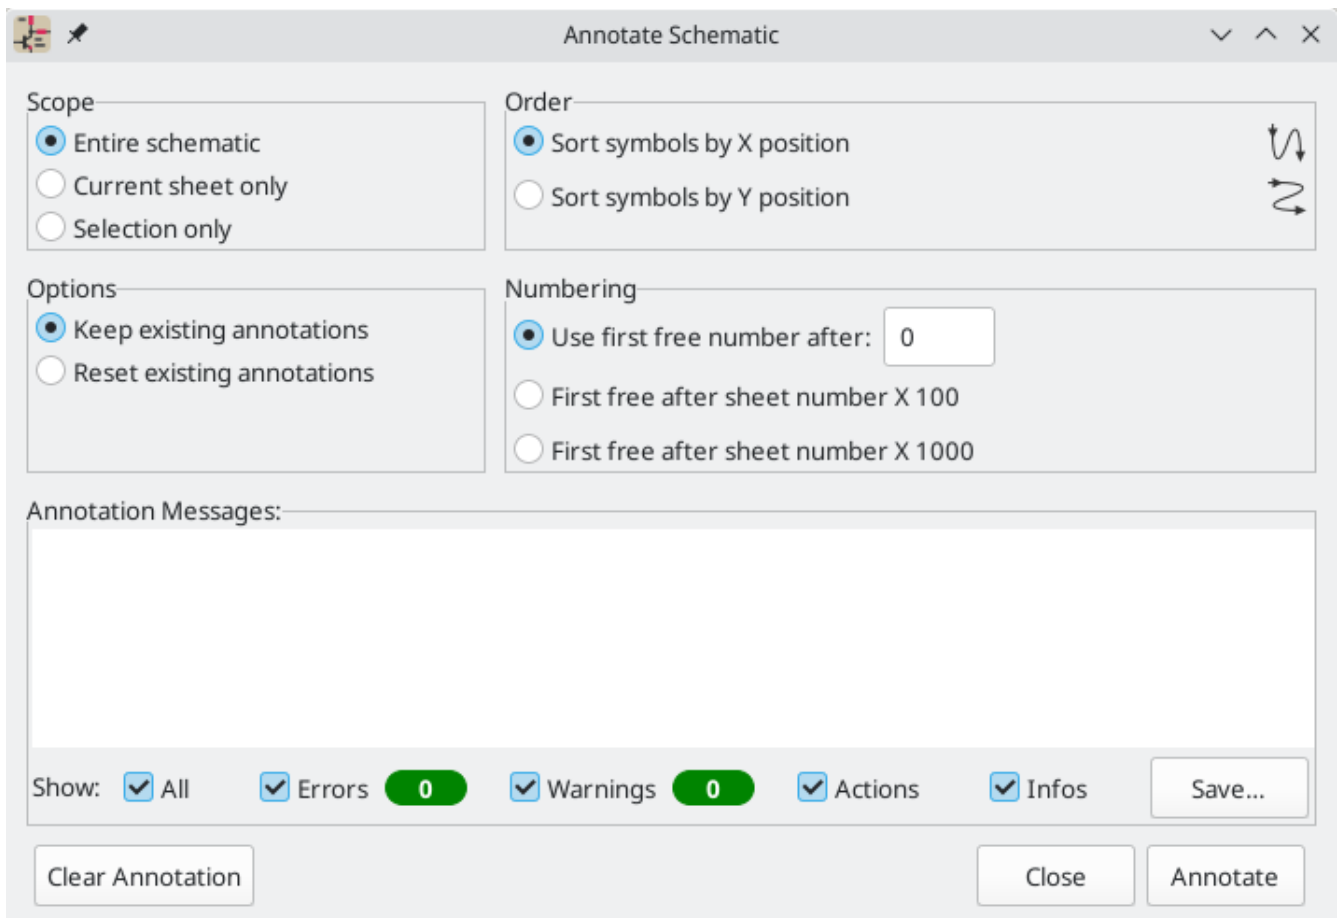 Annotate Schematic
Scope
Entire schematic
Current sheet only
Selection only
Order
Sort symbols by X position
Sort symbols by Y position
Options
Keep existing annotations
Reset existing annotations
Numbering
Use first free number after: 0
First free after sheet number X 100
First free after sheet number X 1000
Annotation Messages:
Show: All Errors 0 Warnings 0 Actions Infos Save...
Clear Annotation Close Annotate